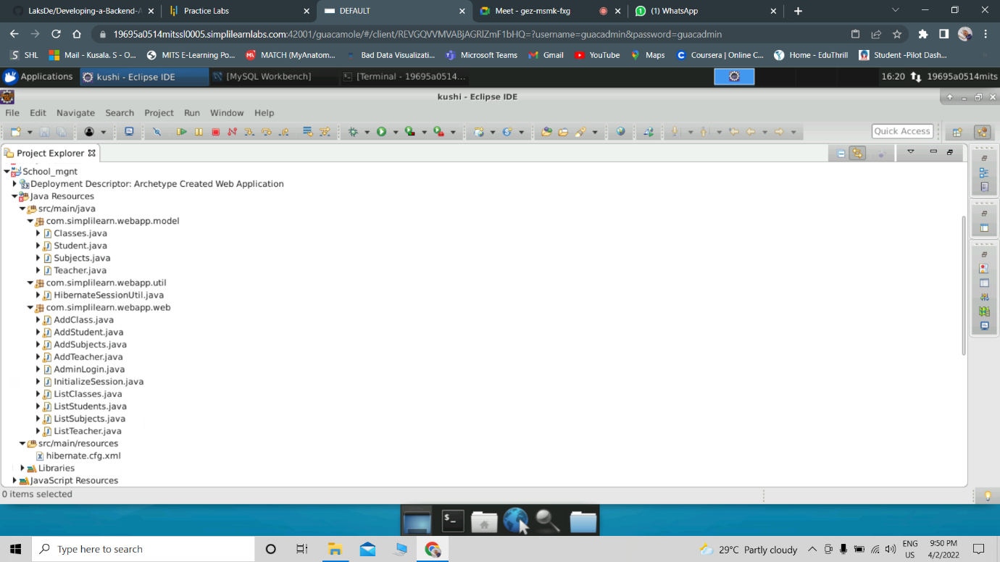 LaksDe/Developing-a-Backend-A
Practice Labs
DEFAULT
Meet - gez-msmk-fxg
(1) WhatsApp
19695a0514mitssl0005.simplilearnlabs.com:42001/guacamole/#/client/REVGQVVMVABjAGRlZmF1bHQ=?username=guacadmin&password=guacadmin
SHL
Mail - Kusala. S - O...
MITS E-Learning Po...
MATCH (MyAnatom...
Bad Data Visualizati...
Microsoft Teams
Gmail
YouTube
Maps
Coursera | Online C...
Home - EduThrill
Student -Pilot Dash...
Applications
kushi - Eclipse IDE
[MySQL Workbench]
[Terminal - 19695a0514...
16:20
19695a0514mits
kushi - Eclipse IDE
File Edit Navigate Search Project Run Window Help
Quick Access
Project Explorer
School_mgnt
Deployment Descriptor: Archetype Created Web Application
Java Resources
src/main/java
com.simplilearn.webapp.model
Classes.java
Student.java
Subjects.java
Teacher.java
com.simplilearn.webapp.util
HibernateSessionUtil.java
com.simplilearn.webapp.web
AddClass.java
AddStudent.java
AddSubjects.java
AddTeacher.java
AdminLogin.java
InitializeSession.java
ListClasses.java
ListStudents.java
ListSubjects.java
ListTeacher.java
src/main/resources
hibernate.cfg.xml
Libraries
JavaScript Resources
0 items selected
Type here to search
29°C Partly cloudy
ENG
US
9:50 PM
4/2/2022